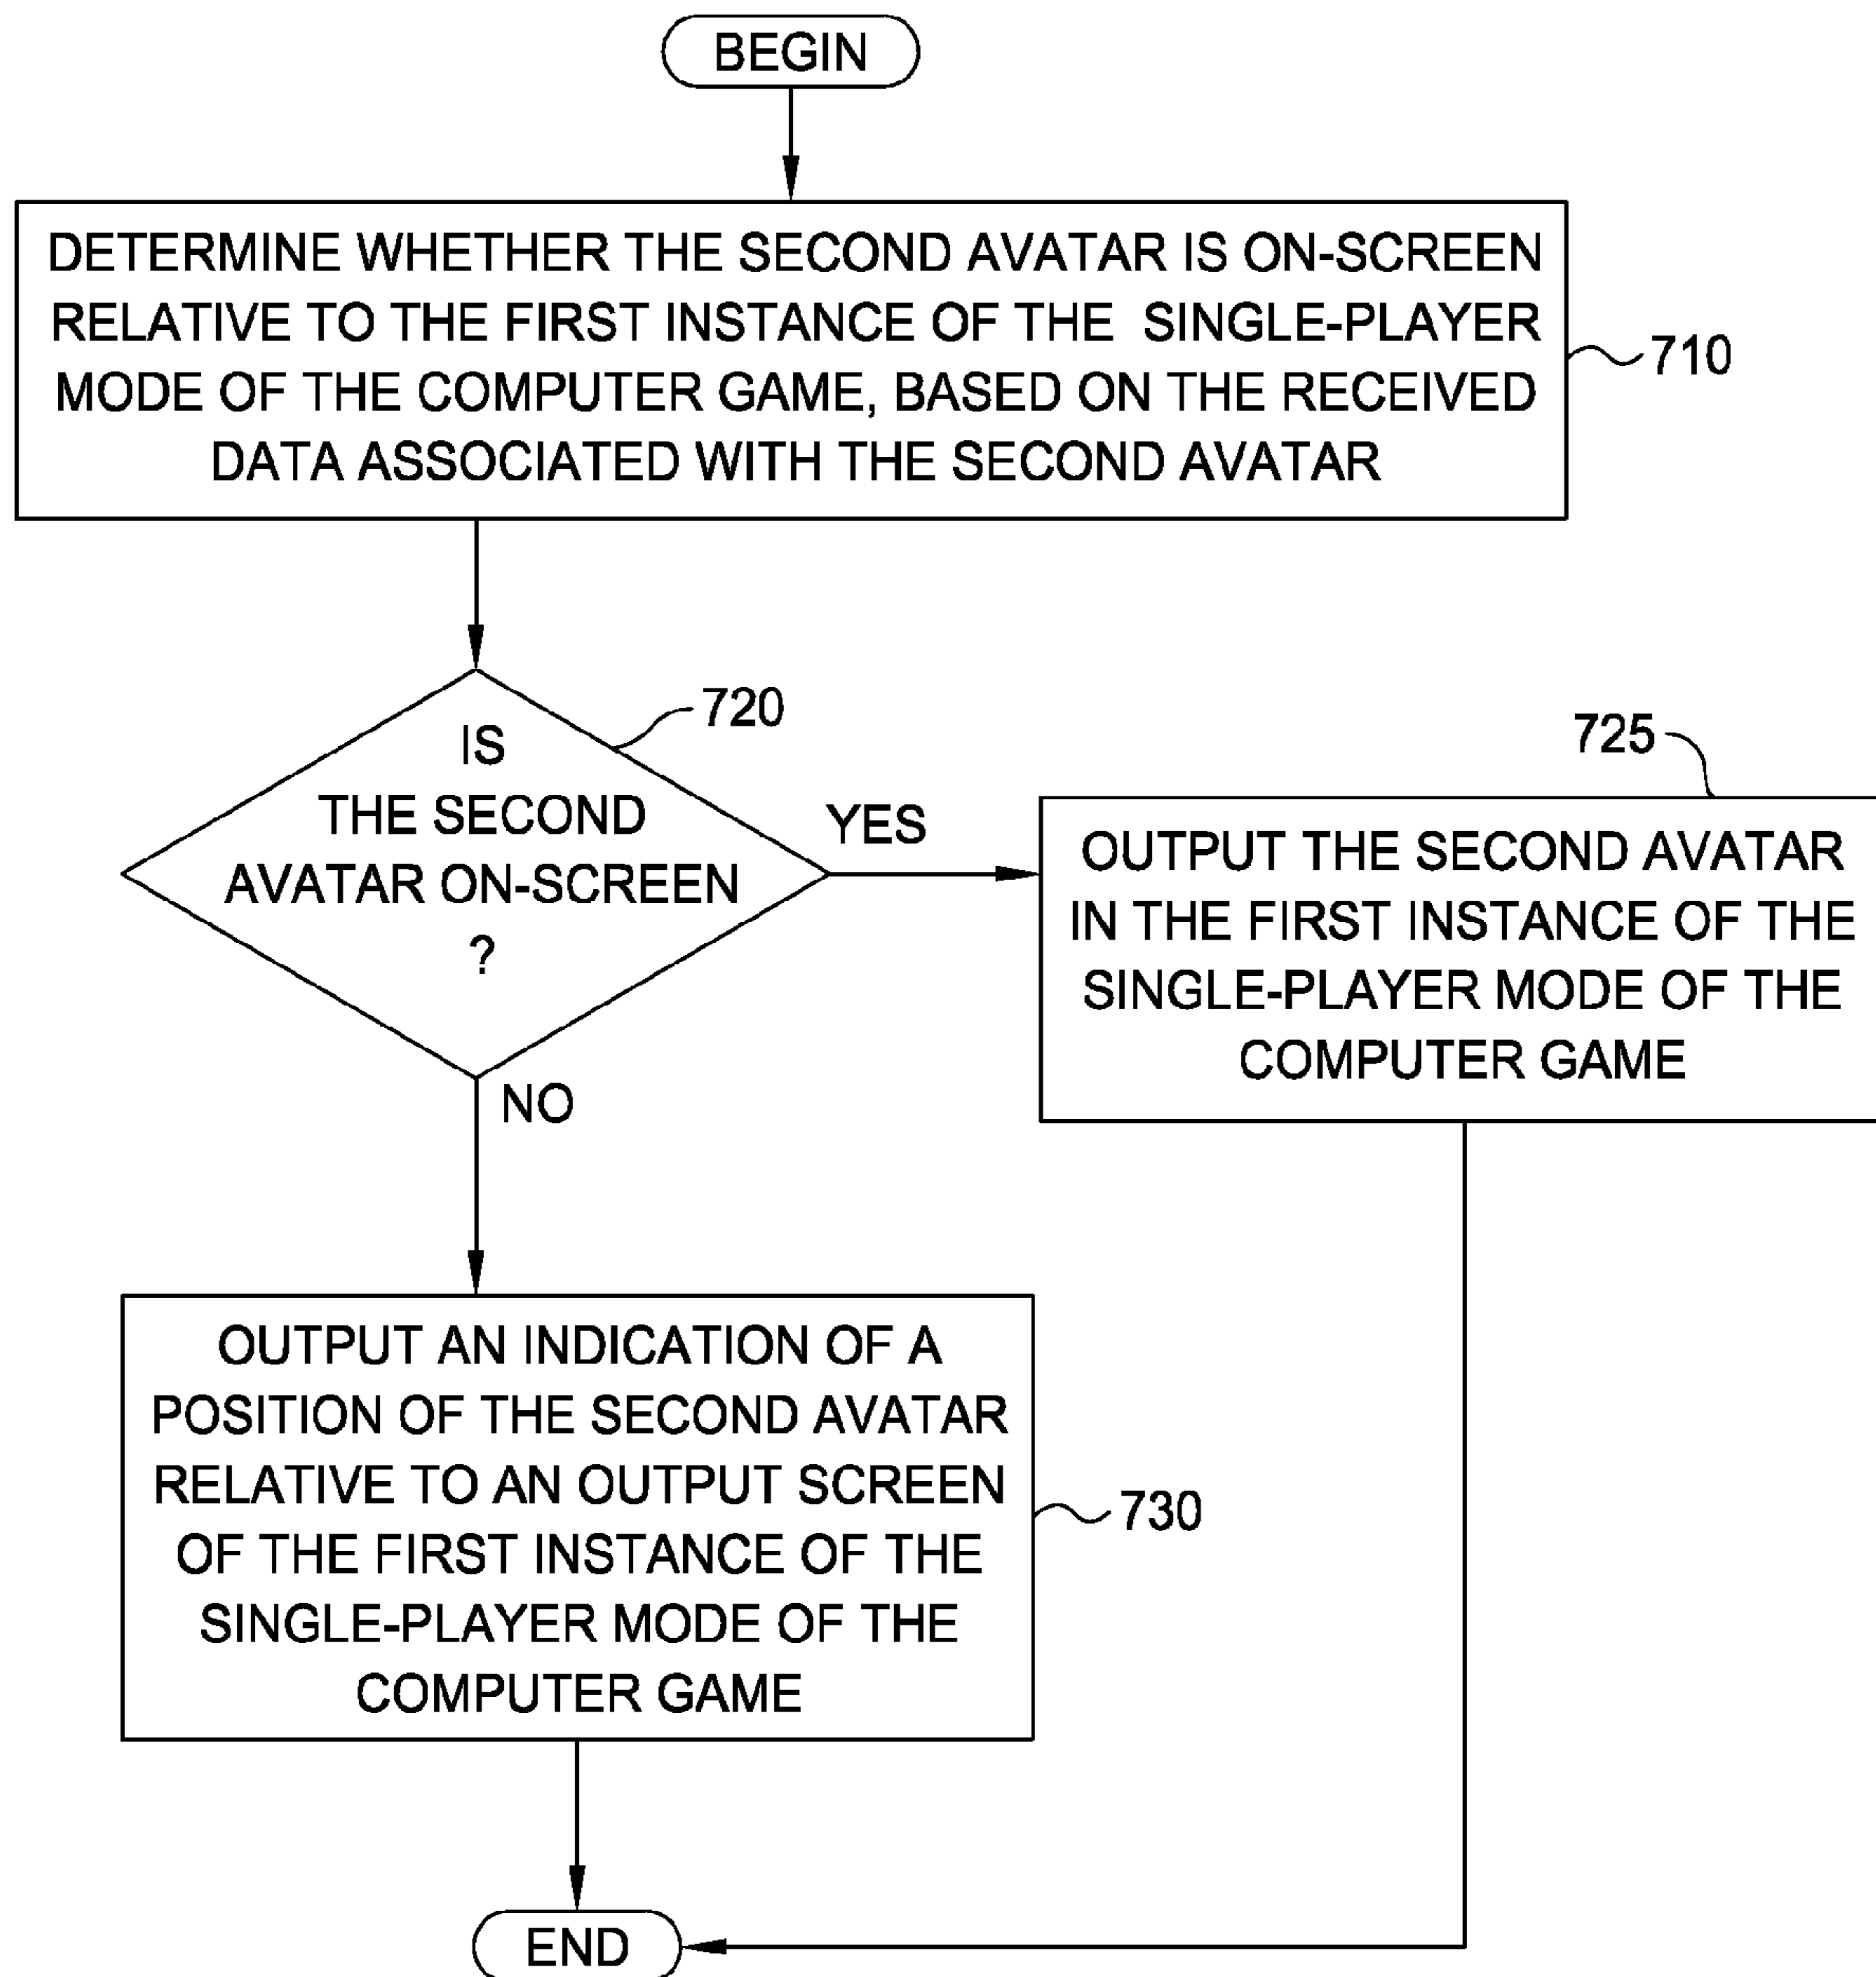 BEGIN
DETERMINE WHETHER THE SECOND AVATAR IS ON-SCREEN
RELATIVE TO THE FIRST INSTANCE OF THE SINGLE-PLAYER
MODE OF THE COMPUTER GAME, BASED ON THE RECEIVED
DATA ASSOCIATED WITH THE SECOND AVATAR
710
IS
THE SECOND
AVATAR ON-SCREEN
?
720
YES
725
OUTPUT THE SECOND AVATAR
IN THE FIRST INSTANCE OF THE
SINGLE-PLAYER MODE OF THE
COMPUTER GAME
NO
OUTPUT AN INDICATION OF A
POSITION OF THE SECOND AVATAR
RELATIVE TO AN OUTPUT SCREEN
OF THE FIRST INSTANCE OF THE
SINGLE-PLAYER MODE OF THE
COMPUTER GAME
730
END